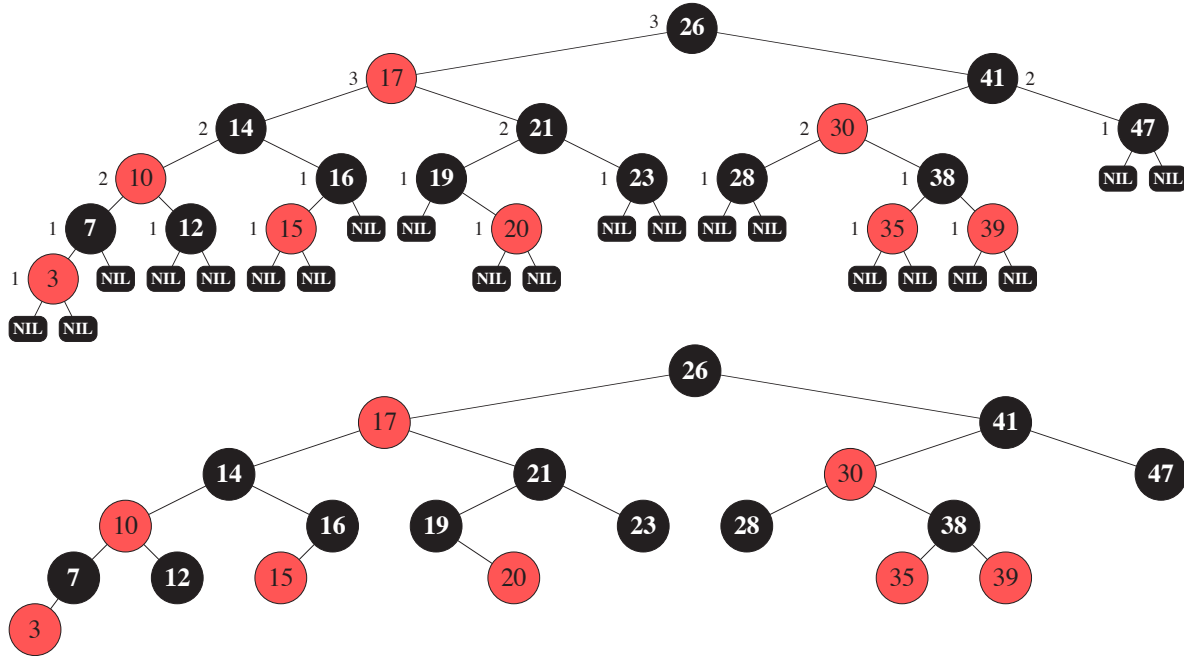 3 26
3 17 41 2
2 14 2 21 2 30 1 47
2 10 1 16 1 19 1 23 1 28 1 38 NIL NIL
1 7 1 12 1 15 NIL NIL 1 20 NIL NIL NIL NIL 1 35 1 39
1 3 NIL NIL NIL NIL NIL NIL NIL NIL NIL NIL NIL
NIL NIL
26
17 41
14 21 30 47
10 16 19 23 28 38
7 12 15 20 35 39
3